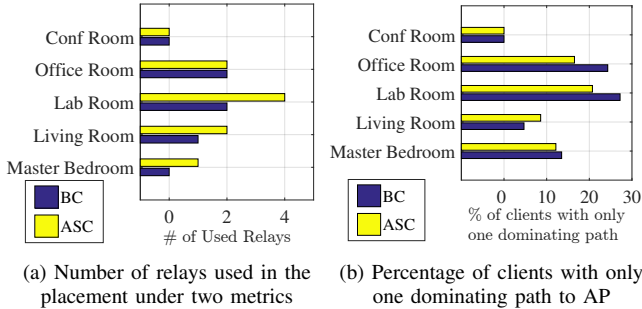 Conf Room
Office Room
Lab Room
Living Room
Master Bedroom
BC
ASC
0 2 4
# of Used Relays
(a) Number of relays used in the
placement under two metrics
Conf Room
Office Room
Lab Room
Living Room
Master Bedroom
BC
ASC
0 10 20 30
% of clients with only
one dominating path
(b) Percentage of clients with only
one dominating path to AP